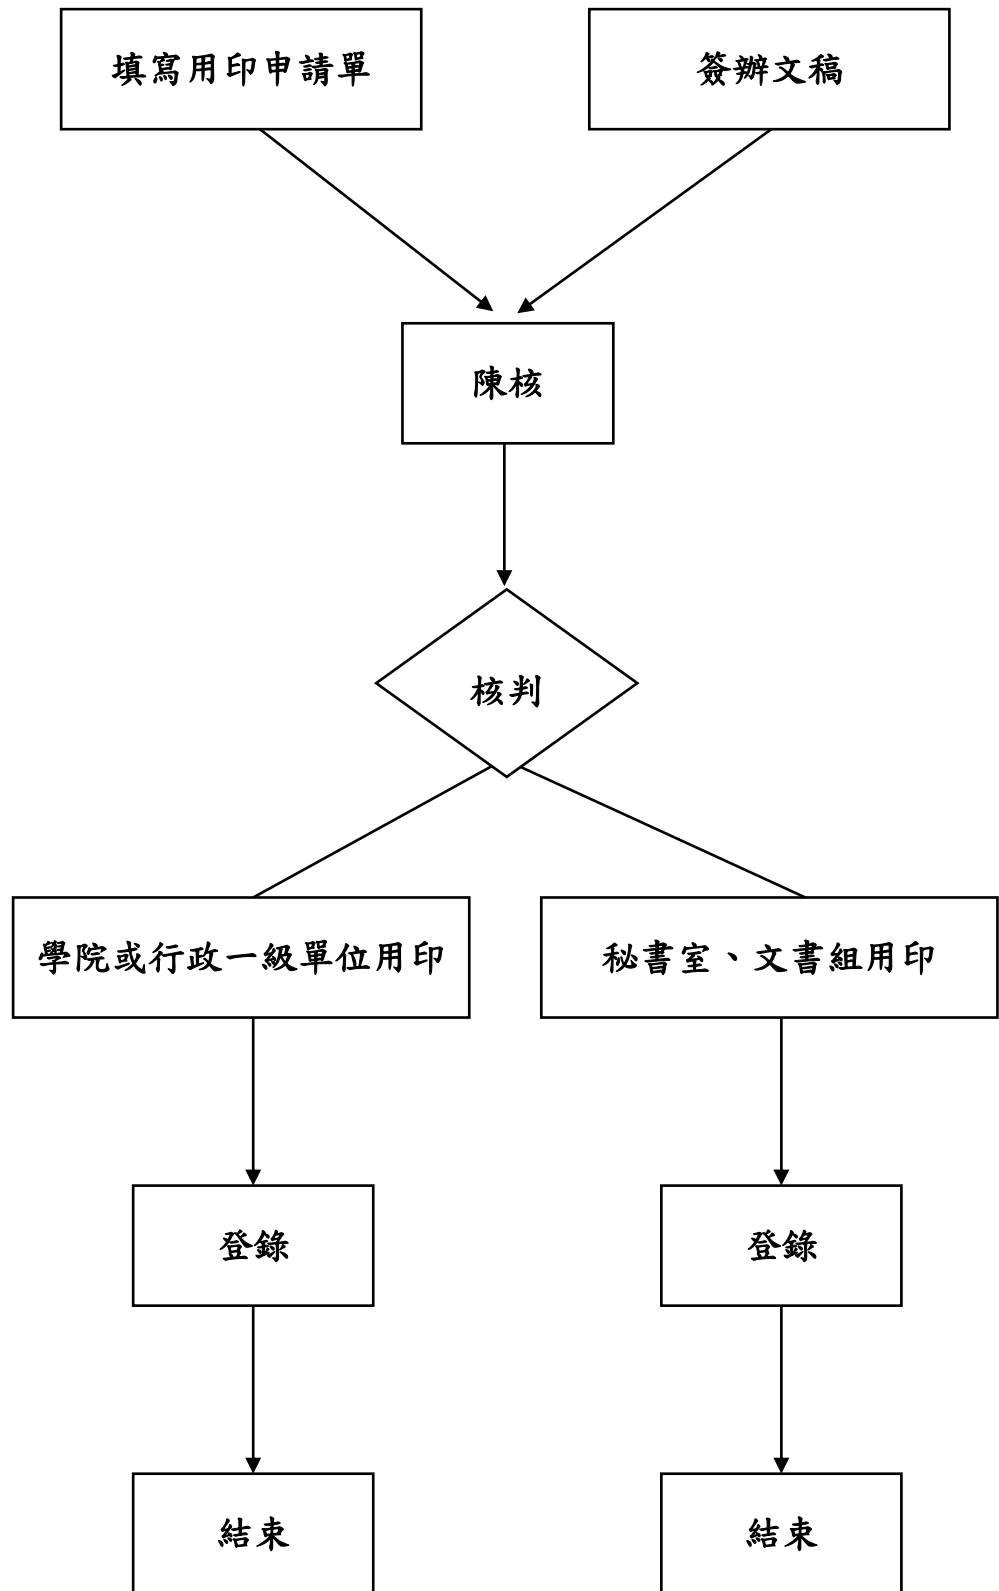 填寫用印申請單
簽辦文稿
陳核
核判
學院或行政一級單位用印
秘書室、文書組用印
登錄
登錄
結束
結束